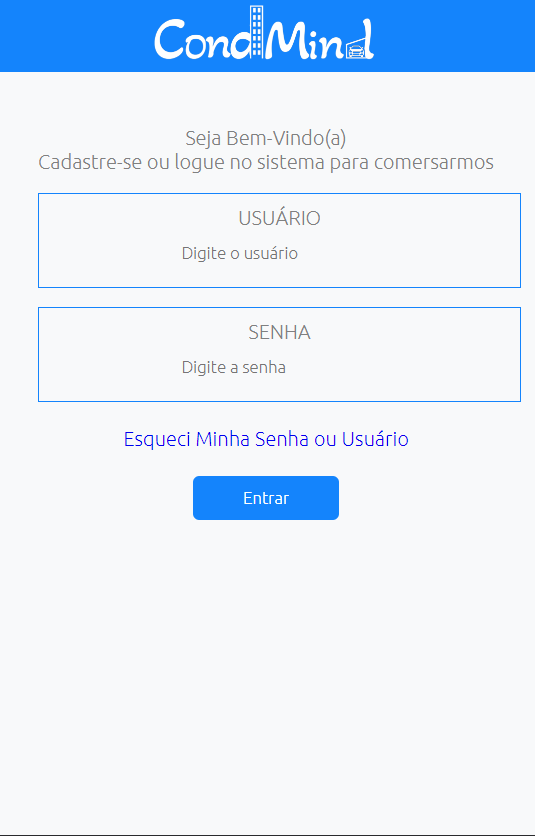 CondMind
Seja Bem-Vindo(a)
Cadastre-se ou logue no sistema para comersarmos
USUÁRIO
Digite o usuário
SENHA
Digite a senha
Esqueci Minha Senha ou Usuário
Entrar